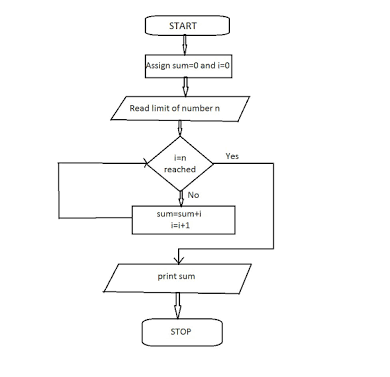 START
Assign sum=0 and i=0
Read limit of number n
i=n
reached
Yes
No
sum=sum+i
i=i+1
print sum
STOP